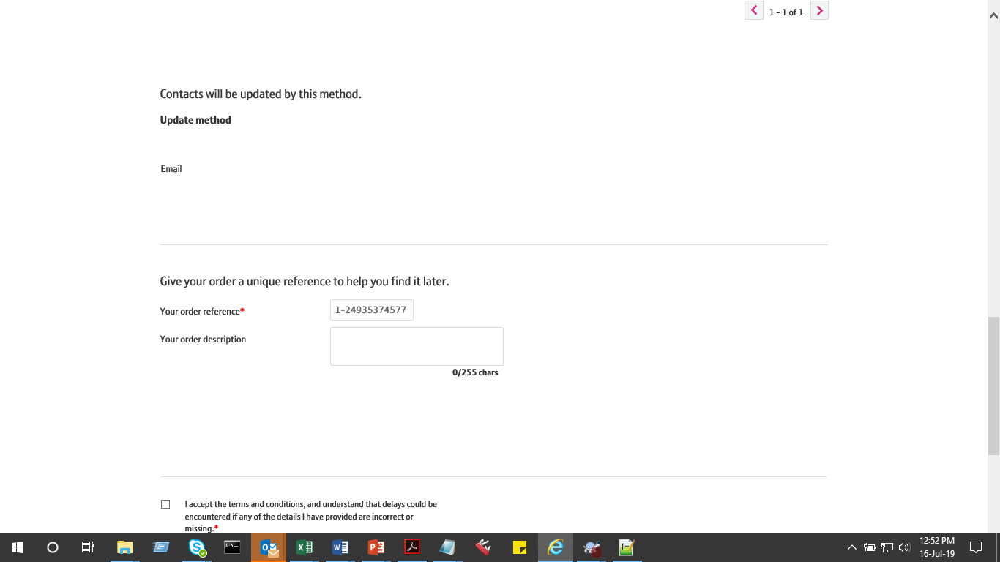 1 - 1 of 1
Contacts will be updated by this method.
Update method
Email
Give your order a unique reference to help you find it later.
Your order reference*
1-24935374577
Your order description
0/255 chars
I accept the terms and conditions, and understand that delays could be
encountered if any of the details I have provided are incorrect or
missing.*
12:52 PM
16-Jul-19